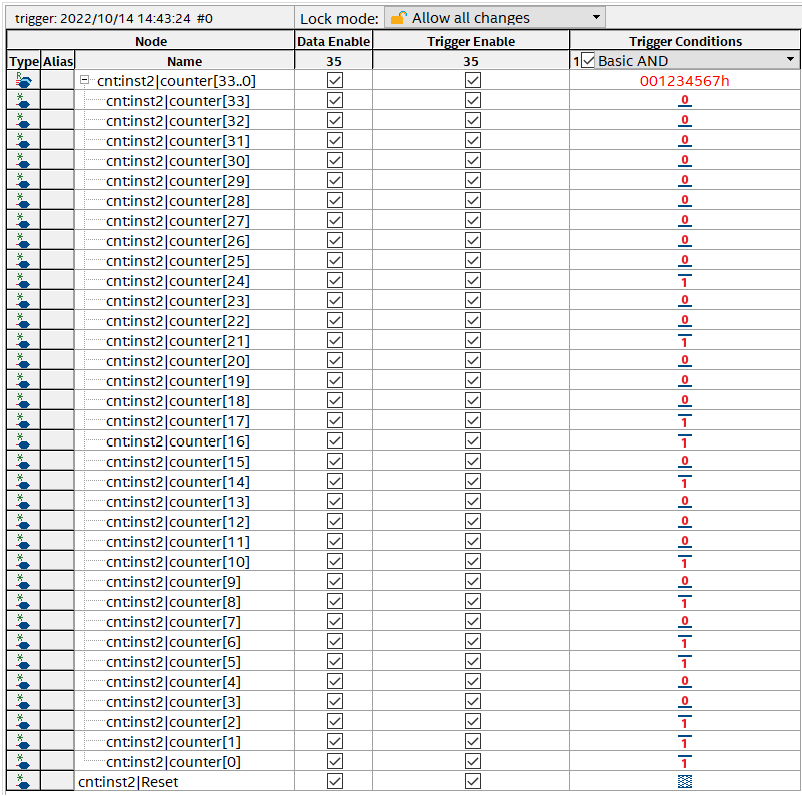 trigger: 2022/10/14 14:43:24 #0 Lock mode: Allow all changes
Node Data Enable Trigger Enable Trigger Conditions
Type Alias Name 35 35 1 Basic AND
cnt:inst2|counter[33..0] 001234567h
cnt:inst2|counter[33] 0
cnt:inst2|counter[32] 0
cnt:inst2|counter[31] 0
cnt:inst2|counter[30] 0
cnt:inst2|counter[29] 0
cnt:inst2|counter[28] 0
cnt:inst2|counter[27] 0
cnt:inst2|counter[26] 0
cnt:inst2|counter[25] 0
cnt:inst2|counter[24] 1
cnt:inst2|counter[23] 0
cnt:inst2|counter[22] 0
cnt:inst2|counter[21] 1
cnt:inst2|counter[20] 0
cnt:inst2|counter[19] 0
cnt:inst2|counter[18] 0
cnt:inst2|counter[17] 1
cnt:inst2|counter[16] 1
cnt:inst2|counter[15] 0
cnt:inst2|counter[14] 1
cnt:inst2|counter[13] 0
cnt:inst2|counter[12] 0
cnt:inst2|counter[11] 0
cnt:inst2|counter[10] 1
cnt:inst2|counter[9] 0
cnt:inst2|counter[8] 1
cnt:inst2|counter[7] 0
cnt:inst2|counter[6] 1
cnt:inst2|counter[5] 1
cnt:inst2|counter[4] 0
cnt:inst2|counter[3] 0
cnt:inst2|counter[2] 1
cnt:inst2|counter[1] 1
cnt:inst2|counter[0] 1
cnt:inst2|Reset